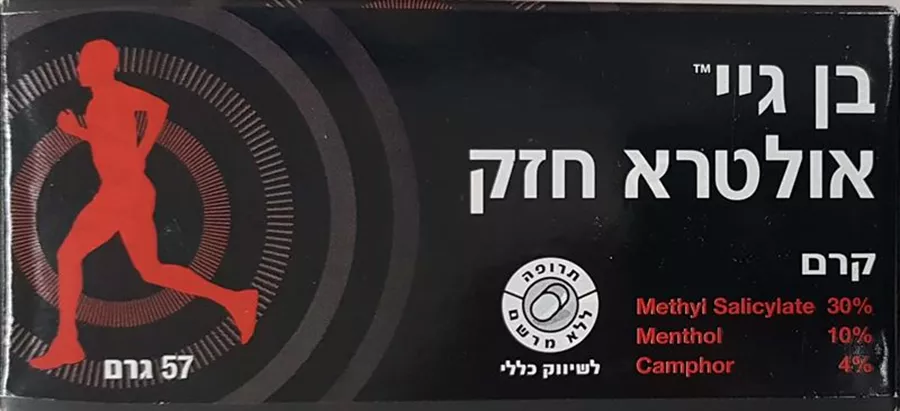 בן גיי™
אולטרא חזק
קרם
Methyl Salicylate 30%
Menthol 10%
Camphor 4%
תרופה
ללא מרשם
לשיווק כללי
57 גרם